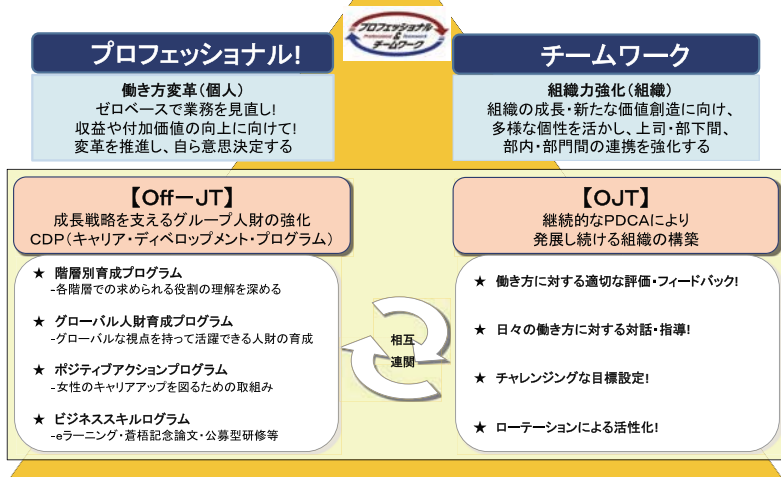 プロフェッショナル
Professional & Teamwork
チームワーク
プロフェッショナル!
働き方変革(個人)
ゼロベースで業務を見直し!
収益や付加価値の向上に向けて!
変革を推進し、自ら意思決定する
チームワーク
組織力強化(組織)
組織の成長・新たな価値創造に向け、
多様な個性を活かし、上司・部下間、
部内・部門間の連携を強化する
【Off-JT】
成長戦略を支えるグループ人財の強化
CDP(キャリア・ディベロップメント・プログラム)
★ 階層別育成プログラム
-各階層での求められる役割の理解を深める
★ グローバル人財育成プログラム
-グローバルな視点を持って活躍できる人財の育成
★ ポジティブアクションプログラム
-女性のキャリアアップを図るための取組み
★ ビジネススキルログラム
-eラーニング・蒼梧記念論文・公募型研修等
相互
連関
【OJT】
継続的なPDCAにより
発展し続ける組織の構築
★ 働き方に対する適切な評価・フィードバック!
★ 日々の働き方に対する対話・指導!
★ チャレンジングな目標設定!
★ ローテーションによる活性化!